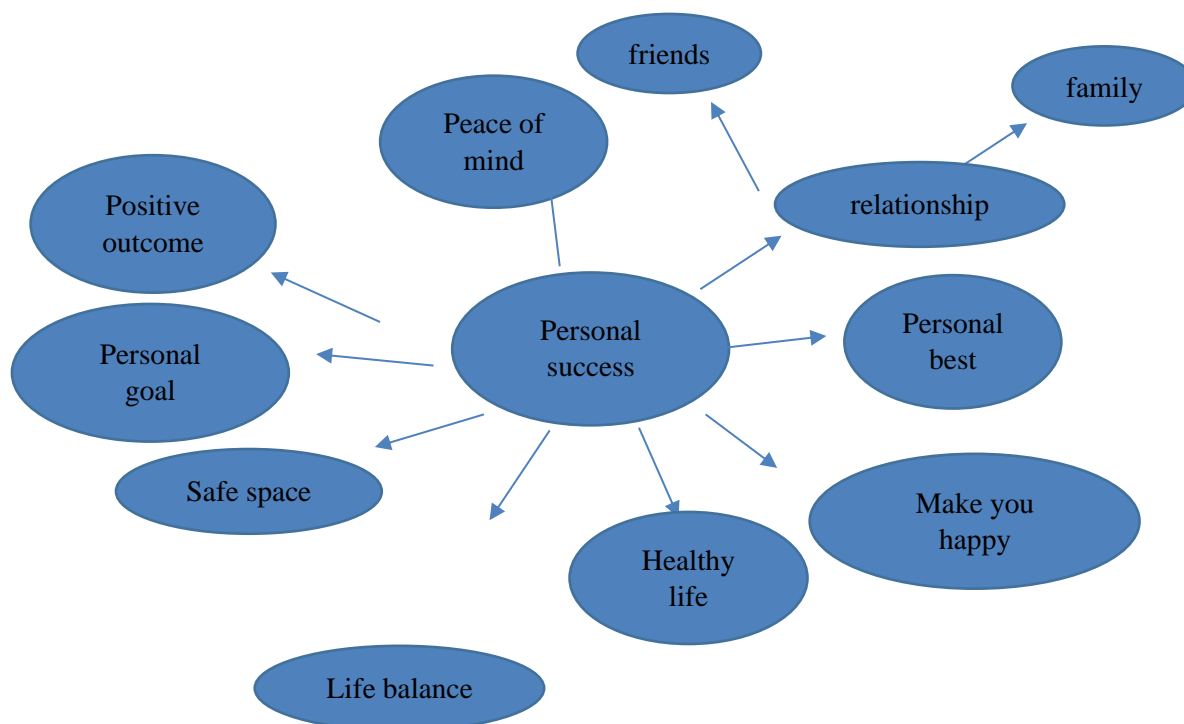 friends
family
Peace of
mind
relationship
Positive
outcome
Personal
success
Personal
best
Personal
goal
Safe space
Make you
happy
Healthy
life
Life balance